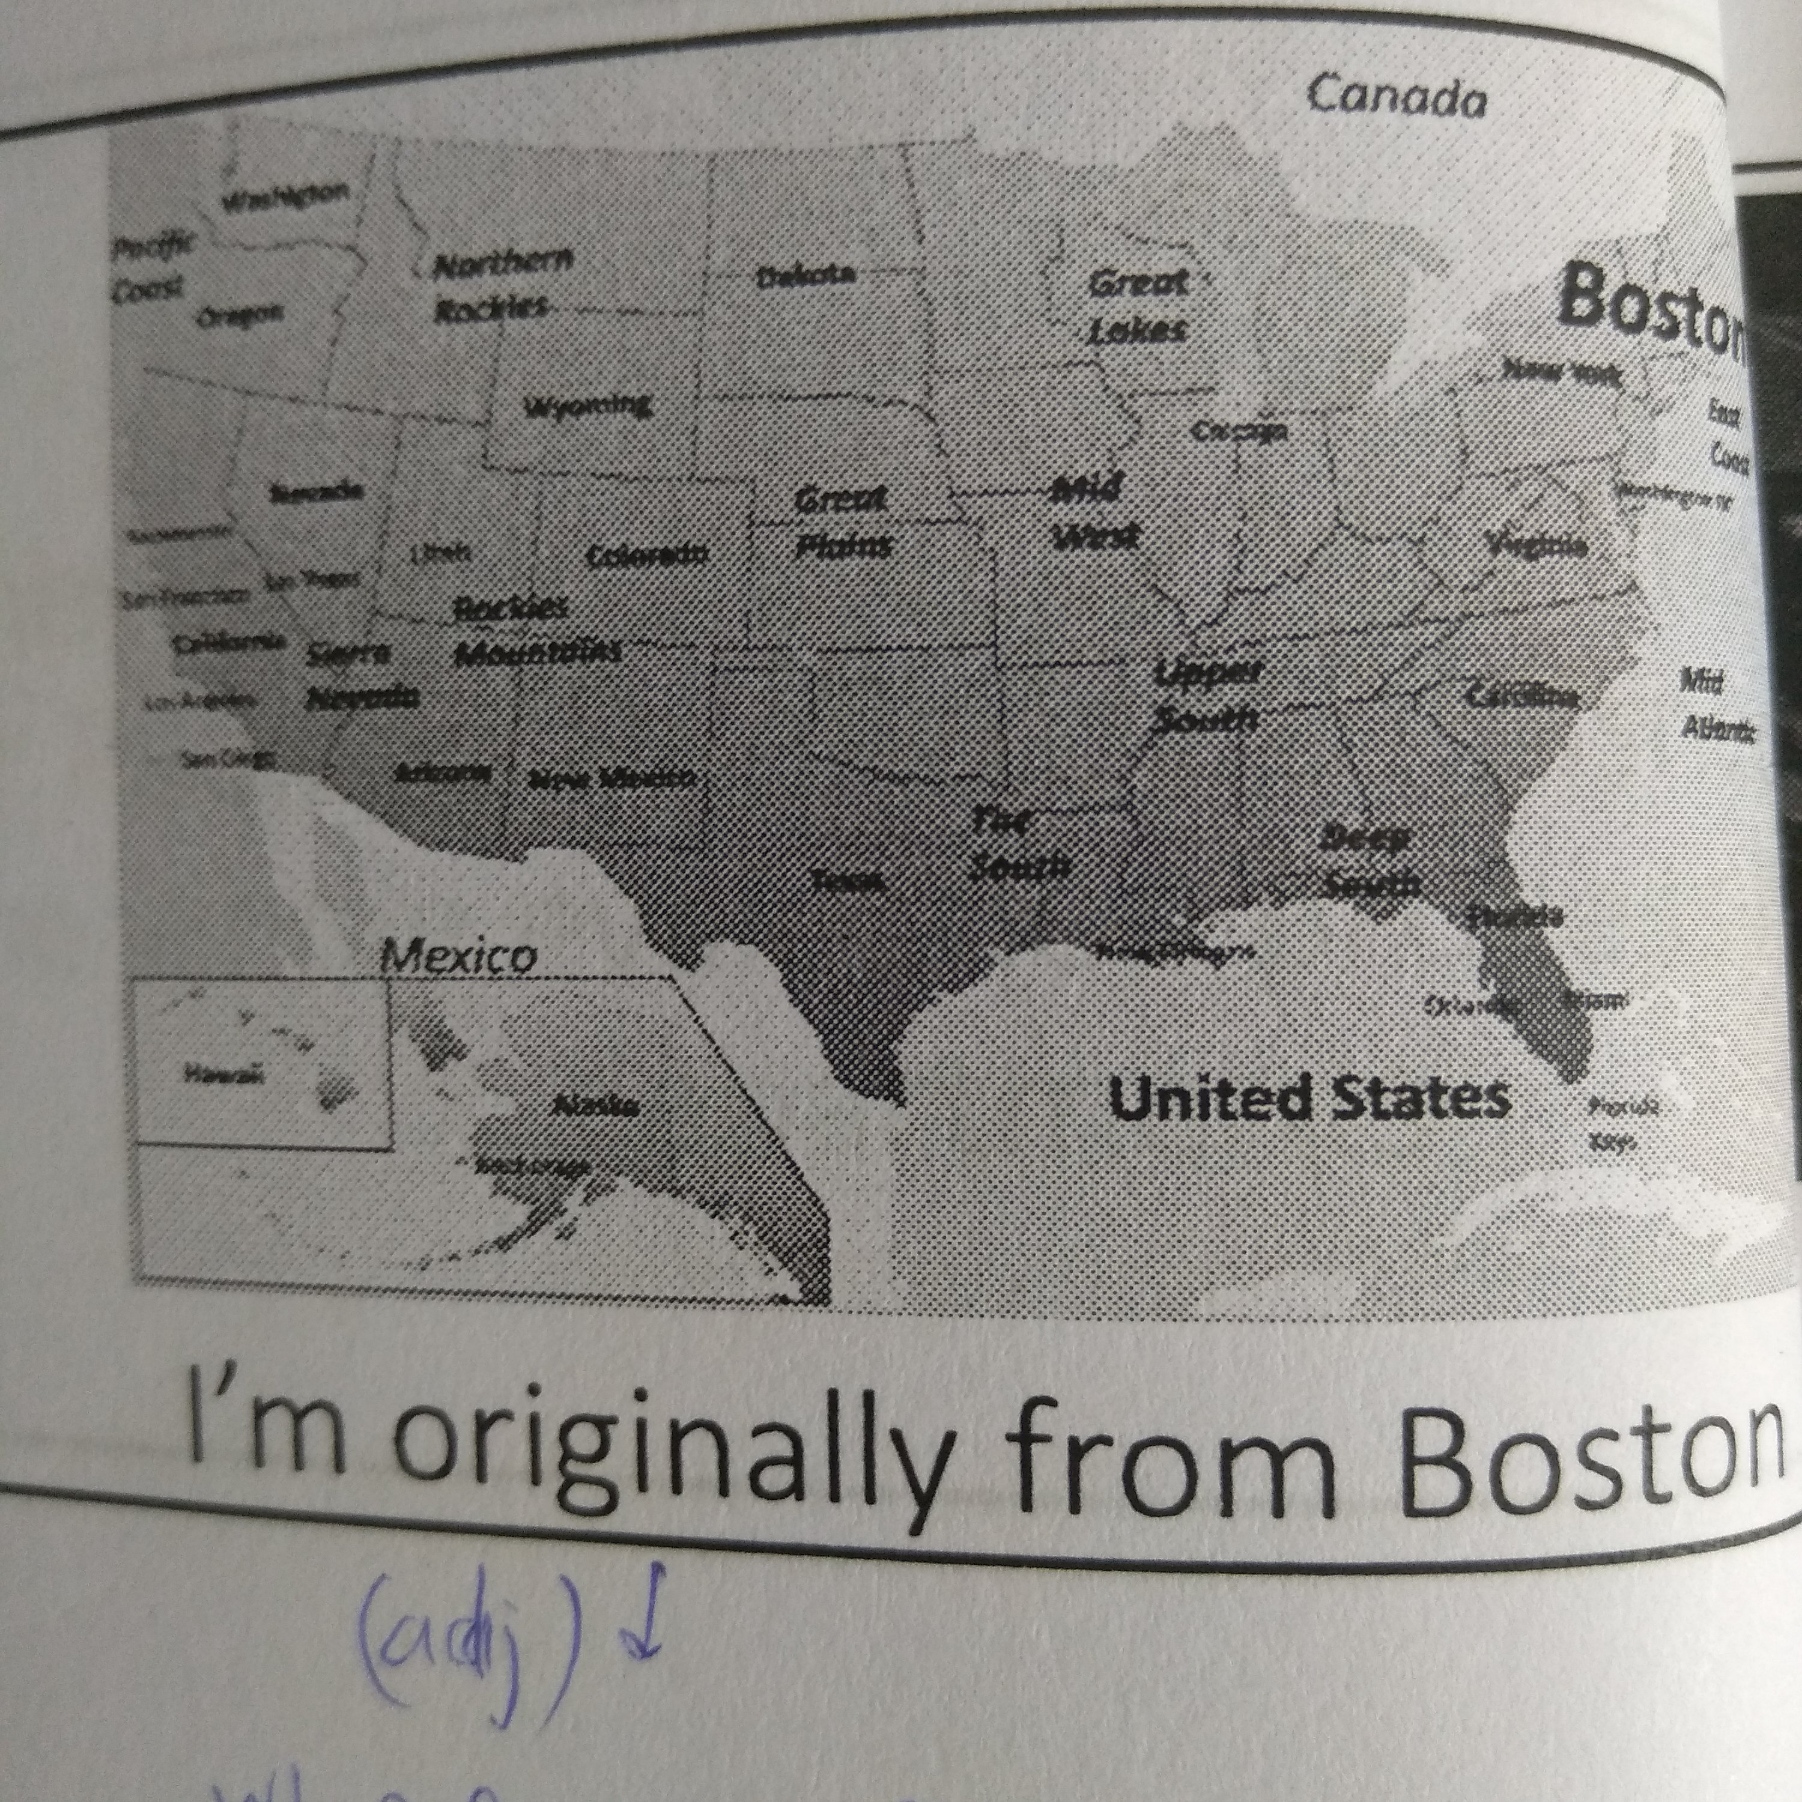 Canada
Washington
Pacific
Coast
Oregon
Northern
Rockies
Dakota
Great
Lakes
Boston
New York
East
Coast
Wyoming
Chicago
Nevada
Great
Plains
Mid
West
Washington DC
Virginia
Sacramento
Utah
Colorado
San Francisco
Las Vegas
Rockies
Mountains
California
Sierra
Nevada
Los Angeles
Upper
South
Carolina
Mid
Atlantic
San Diego
Arizona
New Mexico
The
South
Texas
Deep
South
Florida
Mexico
Orlando
Miami
Hawaii
Alaska
United States
Florida
Keys
I'm originally from Boston
(adj) ↓